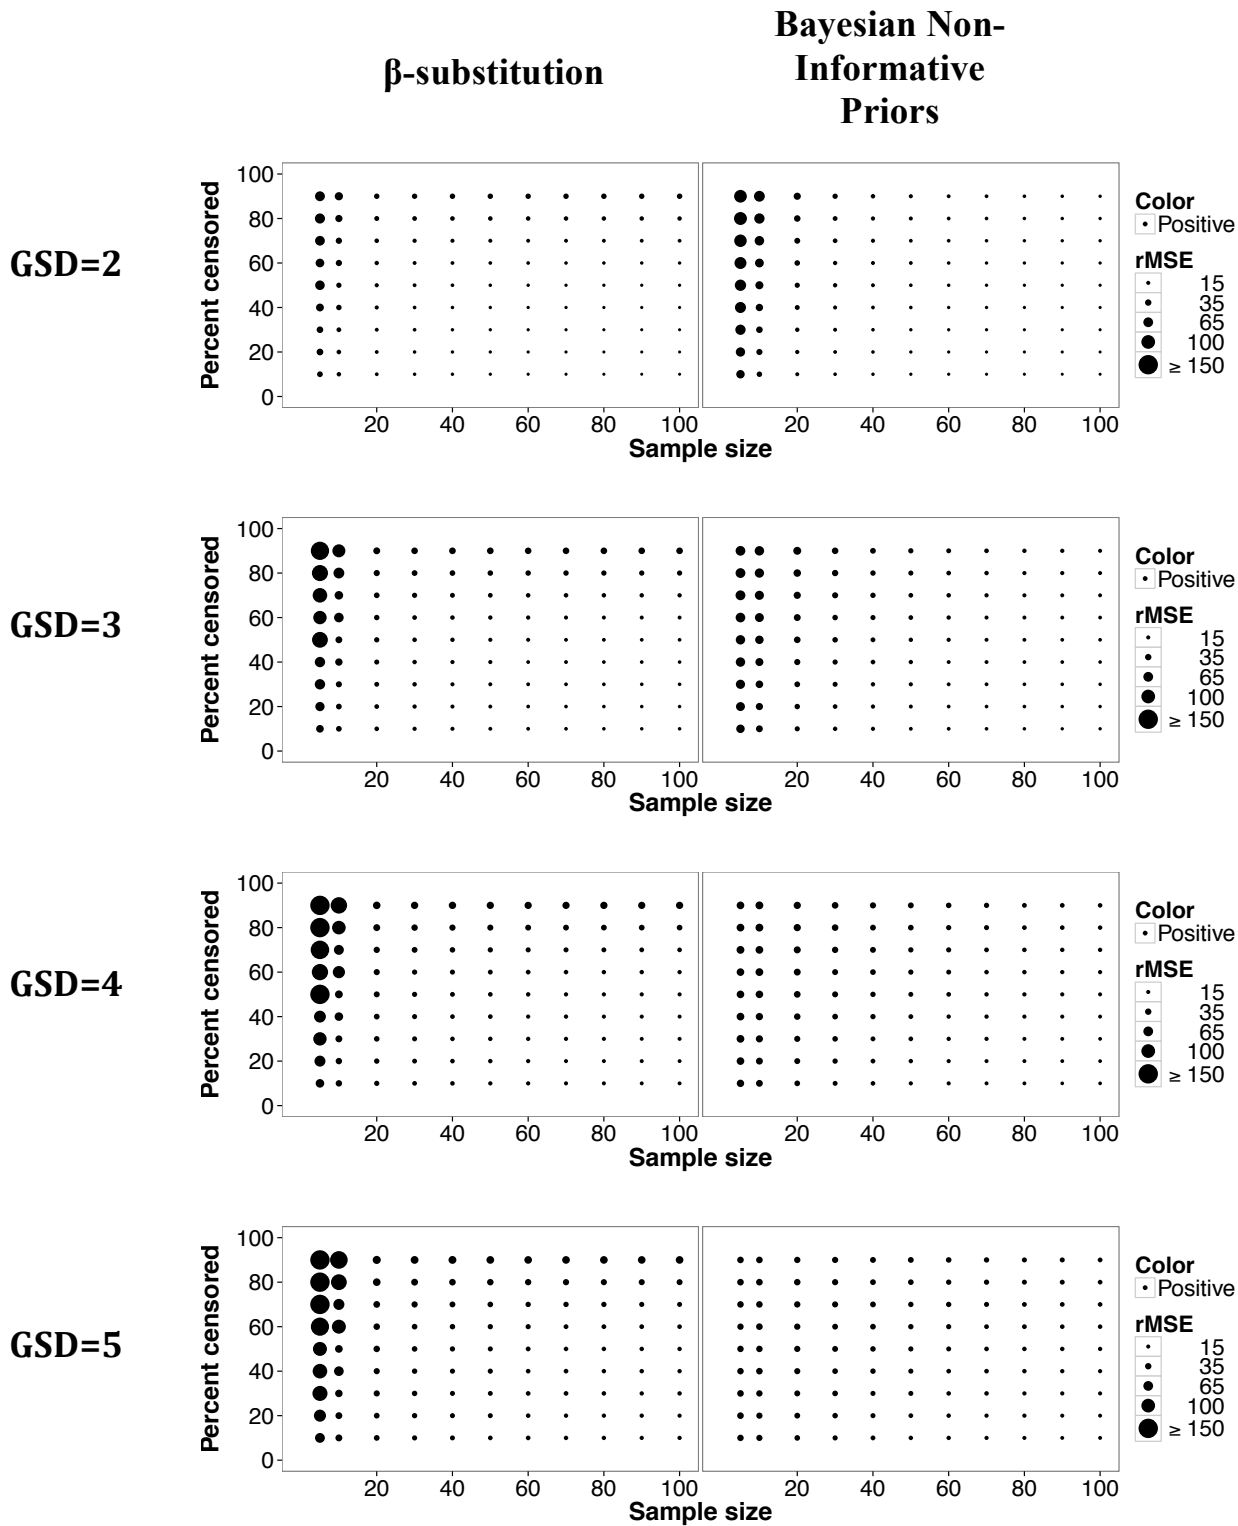 β-substitution
Bayesian Non-
Informative
Priors
GSD=2
Percent censored
100
80
60
40
20
0
20 40 60 80 100
20 40 60 80 100
Sample size
Color
Positive
rMSE
15
35
65
100
≥ 150
GSD=3
Percent censored
100
80
60
40
20
0
20 40 60 80 100
20 40 60 80 100
Sample size
Color
Positive
rMSE
15
35
65
100
≥ 150
GSD=4
Percent censored
100
80
60
40
20
0
20 40 60 80 100
20 40 60 80 100
Sample size
Color
Positive
rMSE
15
35
65
100
≥ 150
GSD=5
Percent censored
100
80
60
40
20
0
20 40 60 80 100
20 40 60 80 100
Sample size
Color
Positive
rMSE
15
35
65
100
≥ 150